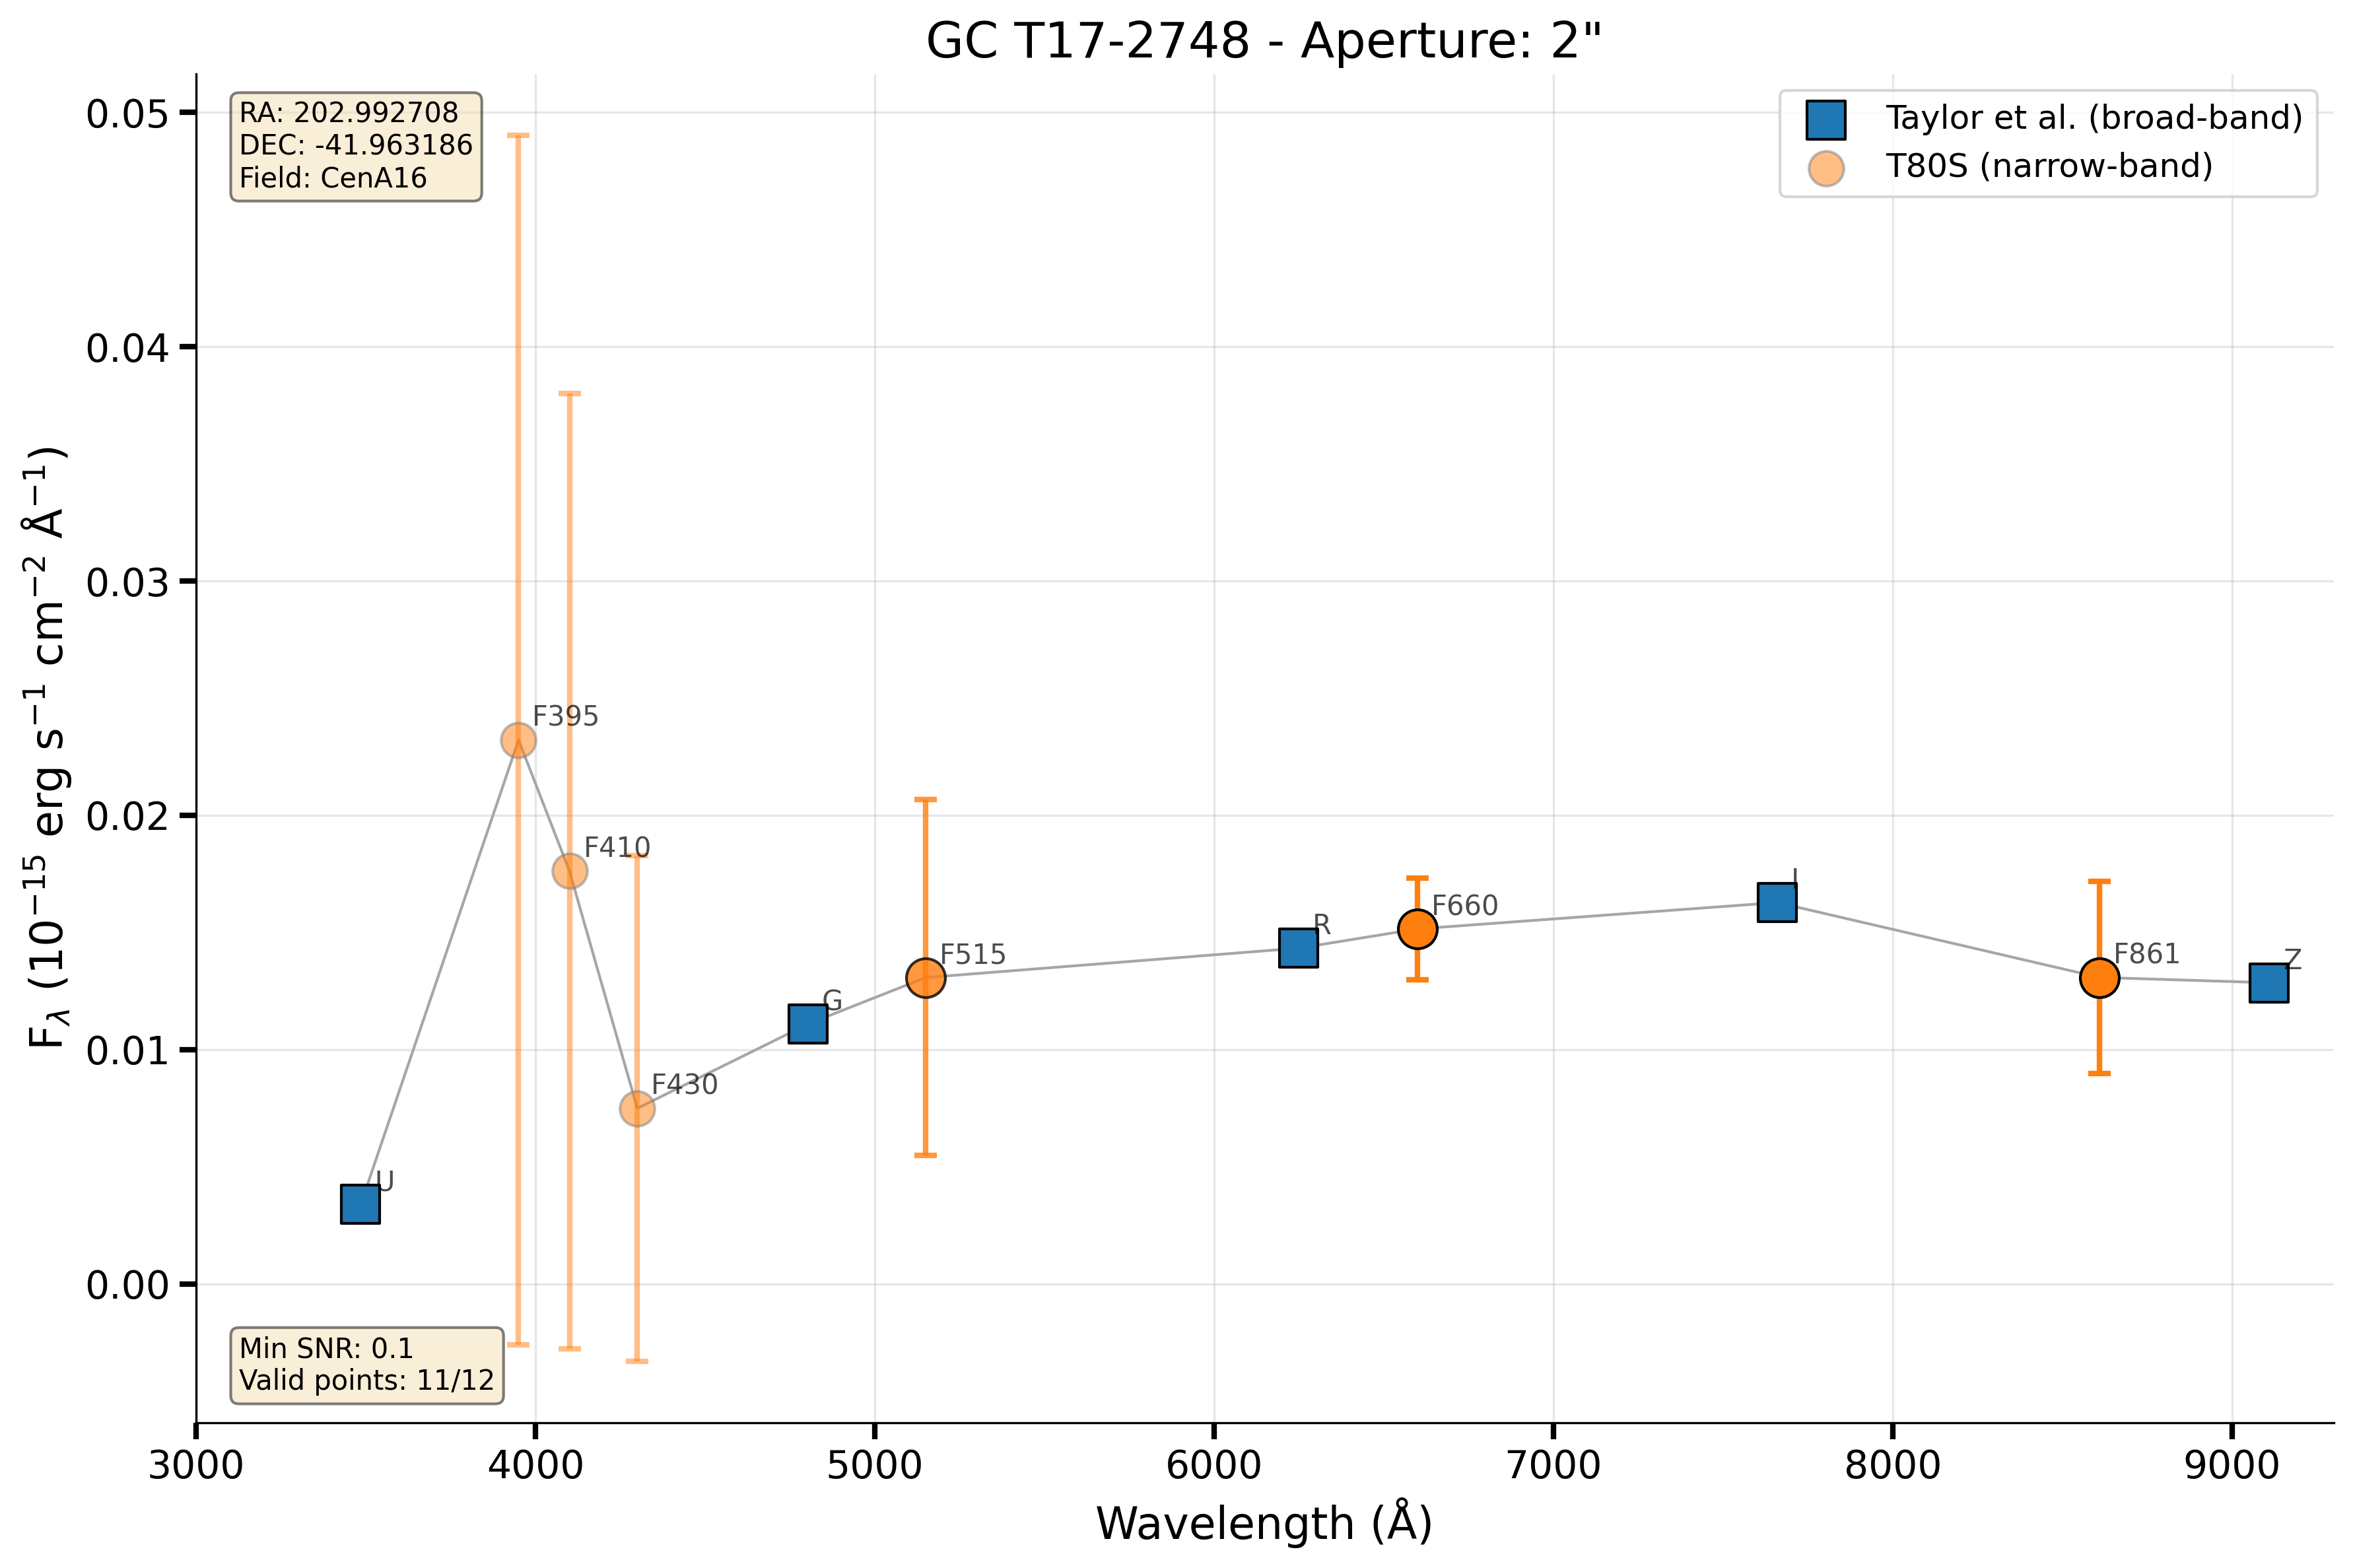 GC T17-2748 - Aperture: 2"
RA: 202.992708
DEC: -41.963186
Field: CenA16
Taylor et al. (broad-band)
T80S (narrow-band)
0.05
0.04
0.03
0.02
0.01
0.00
F_λ (10⁻¹⁵ erg s⁻¹ cm⁻² Å⁻¹)
U
F395
F410
F430
G
F515
R
F660
I
F861
Z
Min SNR: 0.1
Valid points: 11/12
3000 4000 5000 6000 7000 8000 9000
Wavelength (Å)